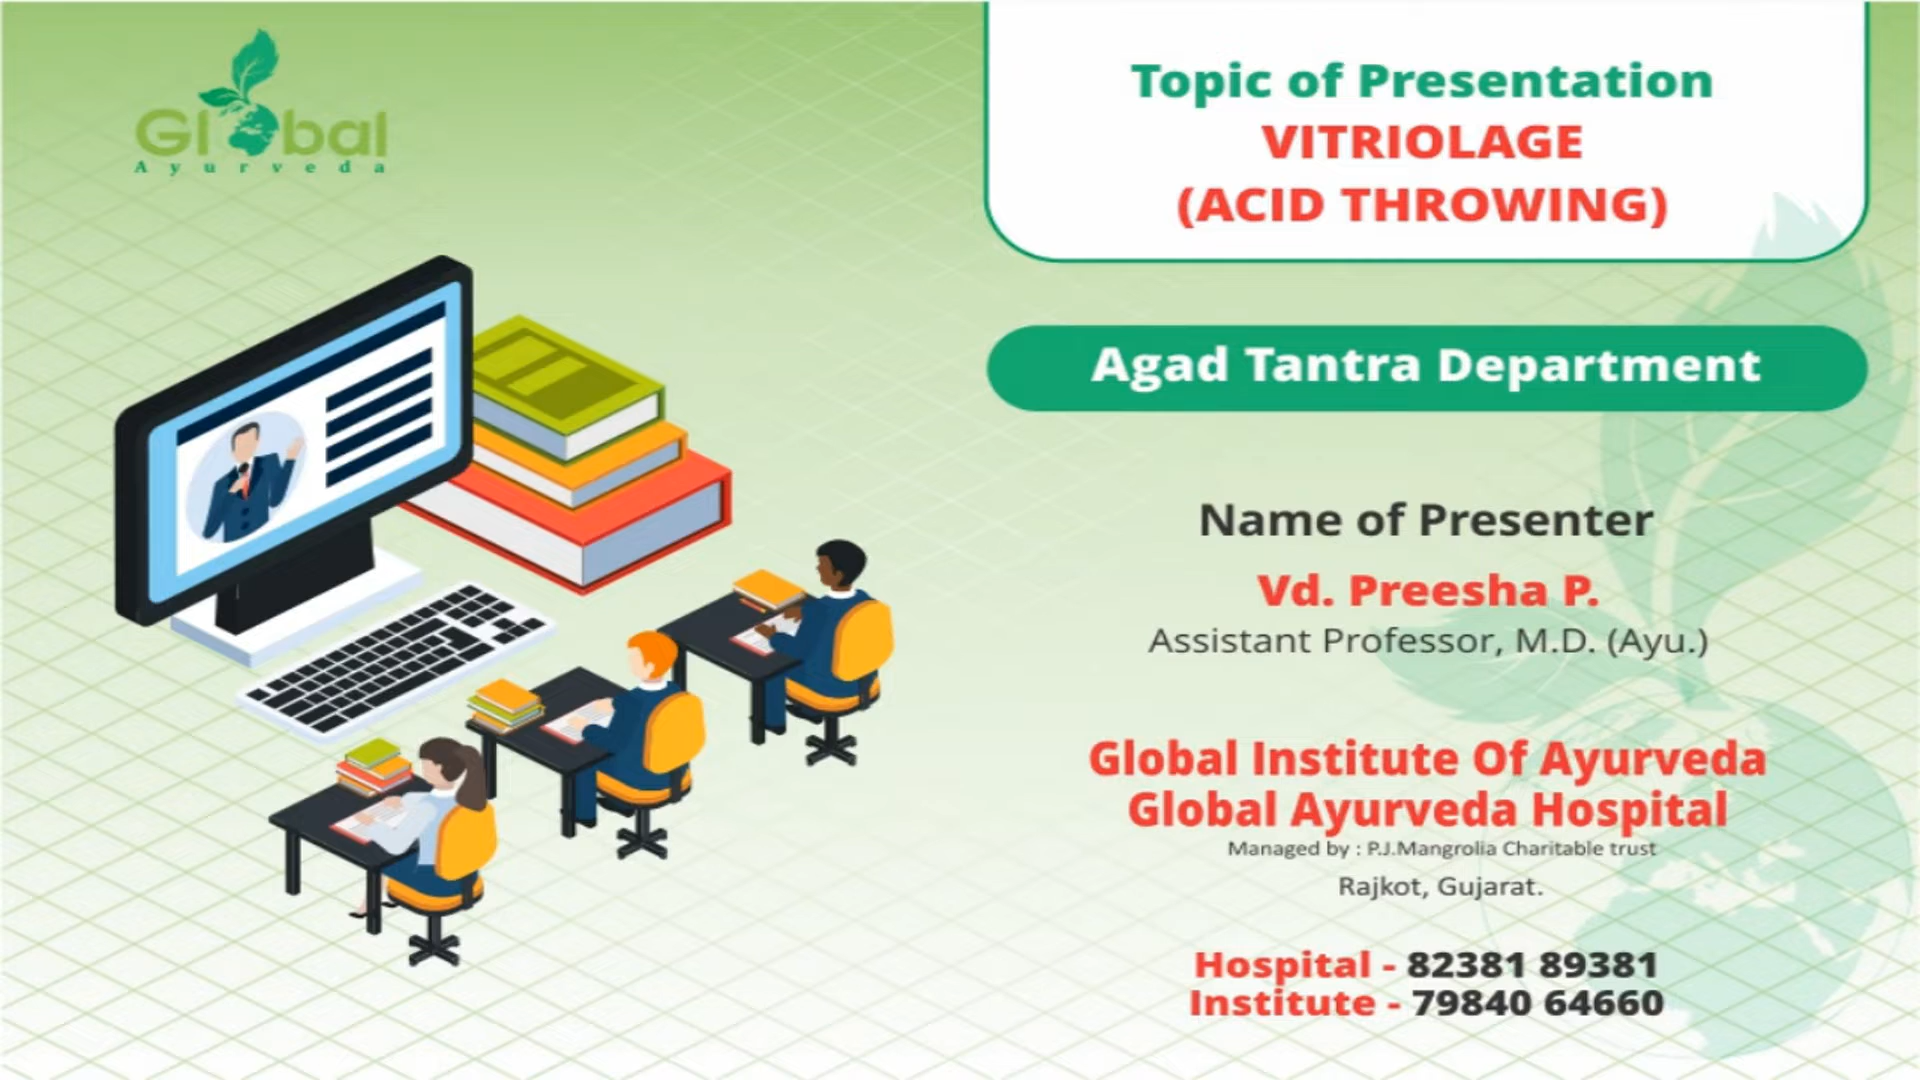 Global
Ayurveda
Topic of Presentation
VITRIOLAGE
(ACID THROWING)
Agad Tantra Department
Name of Presenter
Vd. Preesha P.
Assistant Professor, M.D. (Ayu.)
Global Institute Of Ayurveda
Global Ayurveda Hospital
Managed by : P.J.Mangrolia Charitable trust
Rajkot, Gujarat.
Hospital - 82381 89381
Institute - 79840 64660